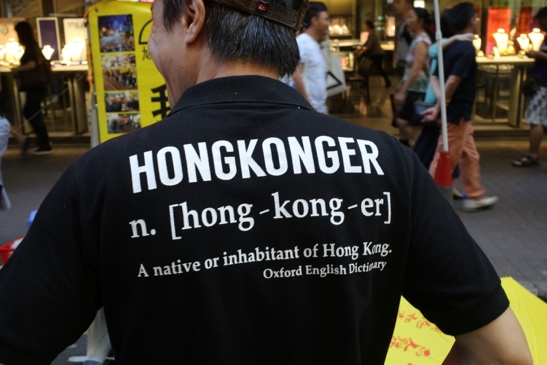 HONGKONGER
n. [hong-kong-er]
A native or inhabitant of Hong Kong.
Oxford English Dictionary